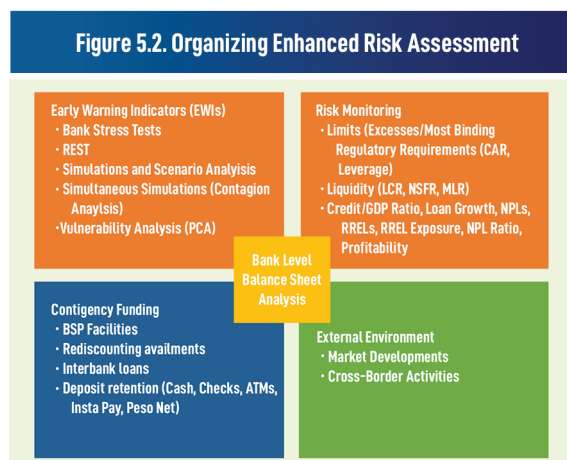 Figure 5.2. Organizing Enhanced Risk Assessment
Early Warning Indicators (EWIs)
· Bank Stress Tests
· REST
· Simulations and Scenario Analyisis
· Simultaneous Simulations (Contagion
Anaylsis)
·Vulnerability Analysis (PCA)
Risk Monitoring
· Limits (Excesses/Most Binding
Regulatory Requirements (CAR,
Leverage)
· Liquidity (LCR, NSFR, MLR)
· Credit/GDP Ratio, Loan Growth, NPLs,
RRELs, RREL Exposure, NPL Ratio,
Profitability
Bank Level
Balance Sheet
Analysis
Contigency Funding
· BSP Facilities
· Rediscounting availments
· Interbank loans
· Deposit retention (Cash, Checks, ATMs,
Insta Pay, Peso Net)
External Environment
· Market Developments
· Cross-Border Activities